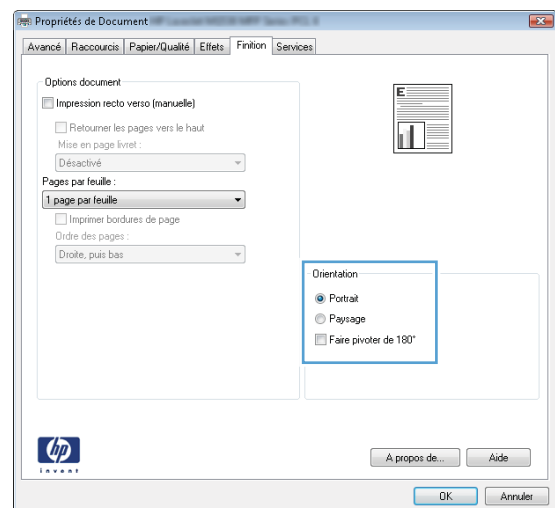 Propriétés de Document
Avancé Raccourcis Papier/Qualité Effets Finition Services
Options document
Impression recto verso (manuelle)
Retourner les pages vers le haut
Mise en page livret :
Désactivé
Pages par feuille :
1 page par feuille
Imprimer bordures de page
Ordre des pages :
Droite, puis bas
E
Orientation
Portrait
Paysage
Faire pivoter de 180°
hp
invent
A propos de... Aide
OK Annuler